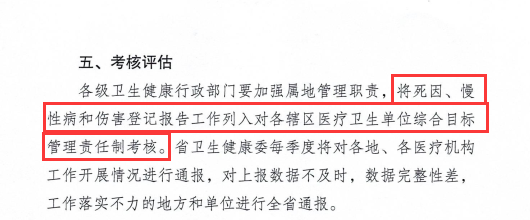 五、考核评估
各级卫生健康行政部门要加强属地管理职责，将死因、慢
性病和伤害登记报告工作列入对各辖区医疗卫生单位综合目标
管理责任制考核。省卫生健康委每季度将对各地、各医疗机构
工作开展情况进行通报，对上报数据不及时，数据完整性差，
工作落实不力的地方和单位进行全省通报。